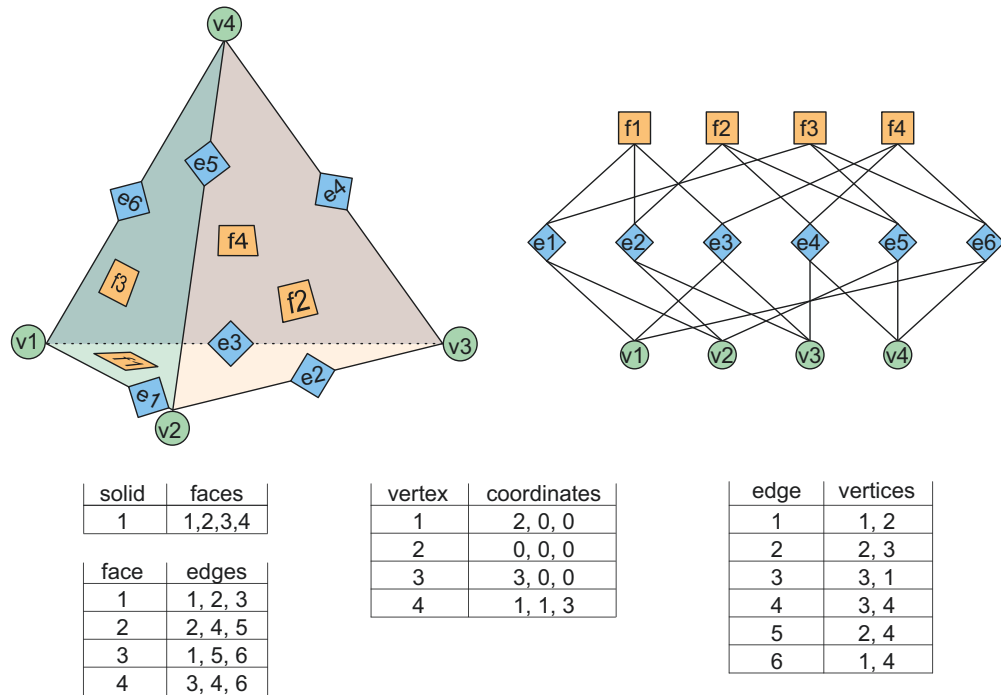 v4
e5
e6
e4
f4
f3
f2
v1
e3
v3
f1
e2
e1
v2
f1 f2 f3 f4
e1 e2 e3 e4 e5 e6
v1 v2 v3 v4
solid faces
1 1,2,3,4
face edges
1 1, 2, 3
2 2, 4, 5
3 1, 5, 6
4 3, 4, 6
vertex coordinates
1 2, 0, 0
2 0, 0, 0
3 3, 0, 0
4 1, 1, 3
edge vertices
1 1, 2
2 2, 3
3 3, 1
4 3, 4
5 2, 4
6 1, 4